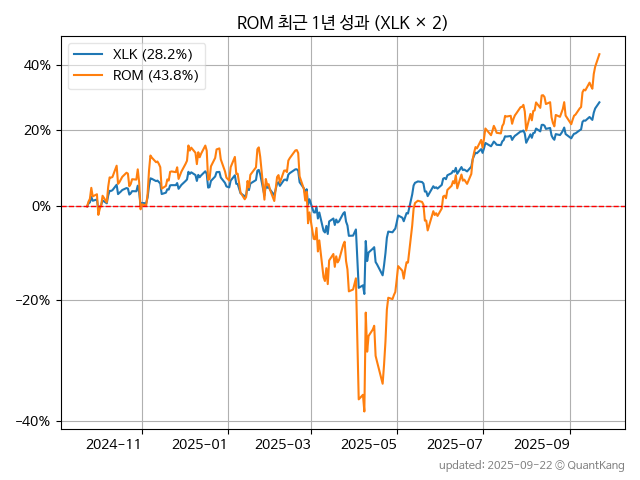 ROM 최근 1년 성과 (XLK × 2)
XLK (28.2%)
ROM (43.8%)
40%
20%
0%
−20%
−40%
2024-11
2025-01
2025-03
2025-05
2025-07
2025-09
updated: 2025-09-22 © QuantKang